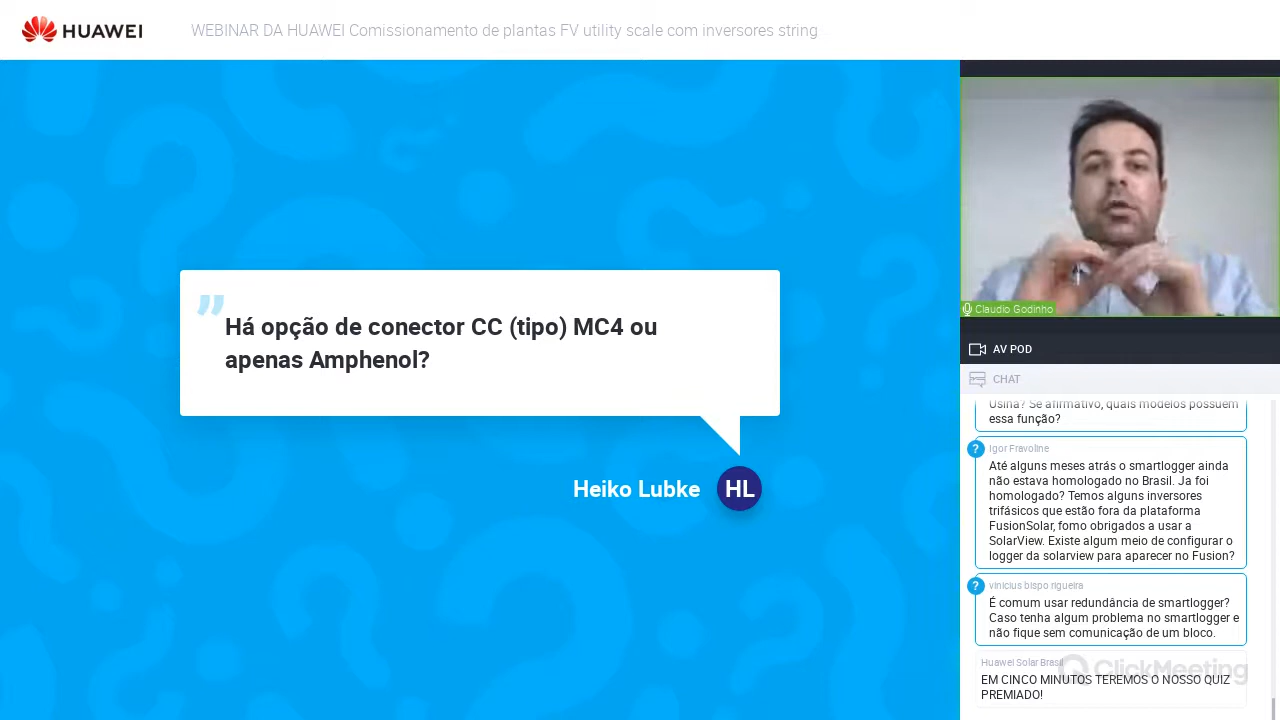 HUAWEI
WEBINAR DA HUAWEI Comissionamento de plantas FV utility scale com inversores string
”
Há opção de conector CC (tipo) MC4 ou
apenas Amphenol?
Heiko Lubke
HL
Claudio Godinho
AV POD
CHAT
Usina? Se afirmativo, quais modelos possuem
essa função?
?
Igor Fravoline
Até alguns meses atrás o smartlogger ainda
não estava homologado no Brasil. Ja foi
homologado? Temos alguns inversores
trifásicos que estão fora da plataforma
FusionSolar, fomo obrigados a usar a
SolarView. Existe algum meio de configurar o
logger da solarview para aparecer no Fusion?
?
vinicius bispo rigueira
É comum usar redundância de smartlogger?
Caso tenha algum problema no smartlogger e
não fique sem comunicação de um bloco.
Huawei Solar Brasil
ClickMeeting
EM CINCO MINUTOS TEREMOS O NOSSO QUIZ
PREMIADO!